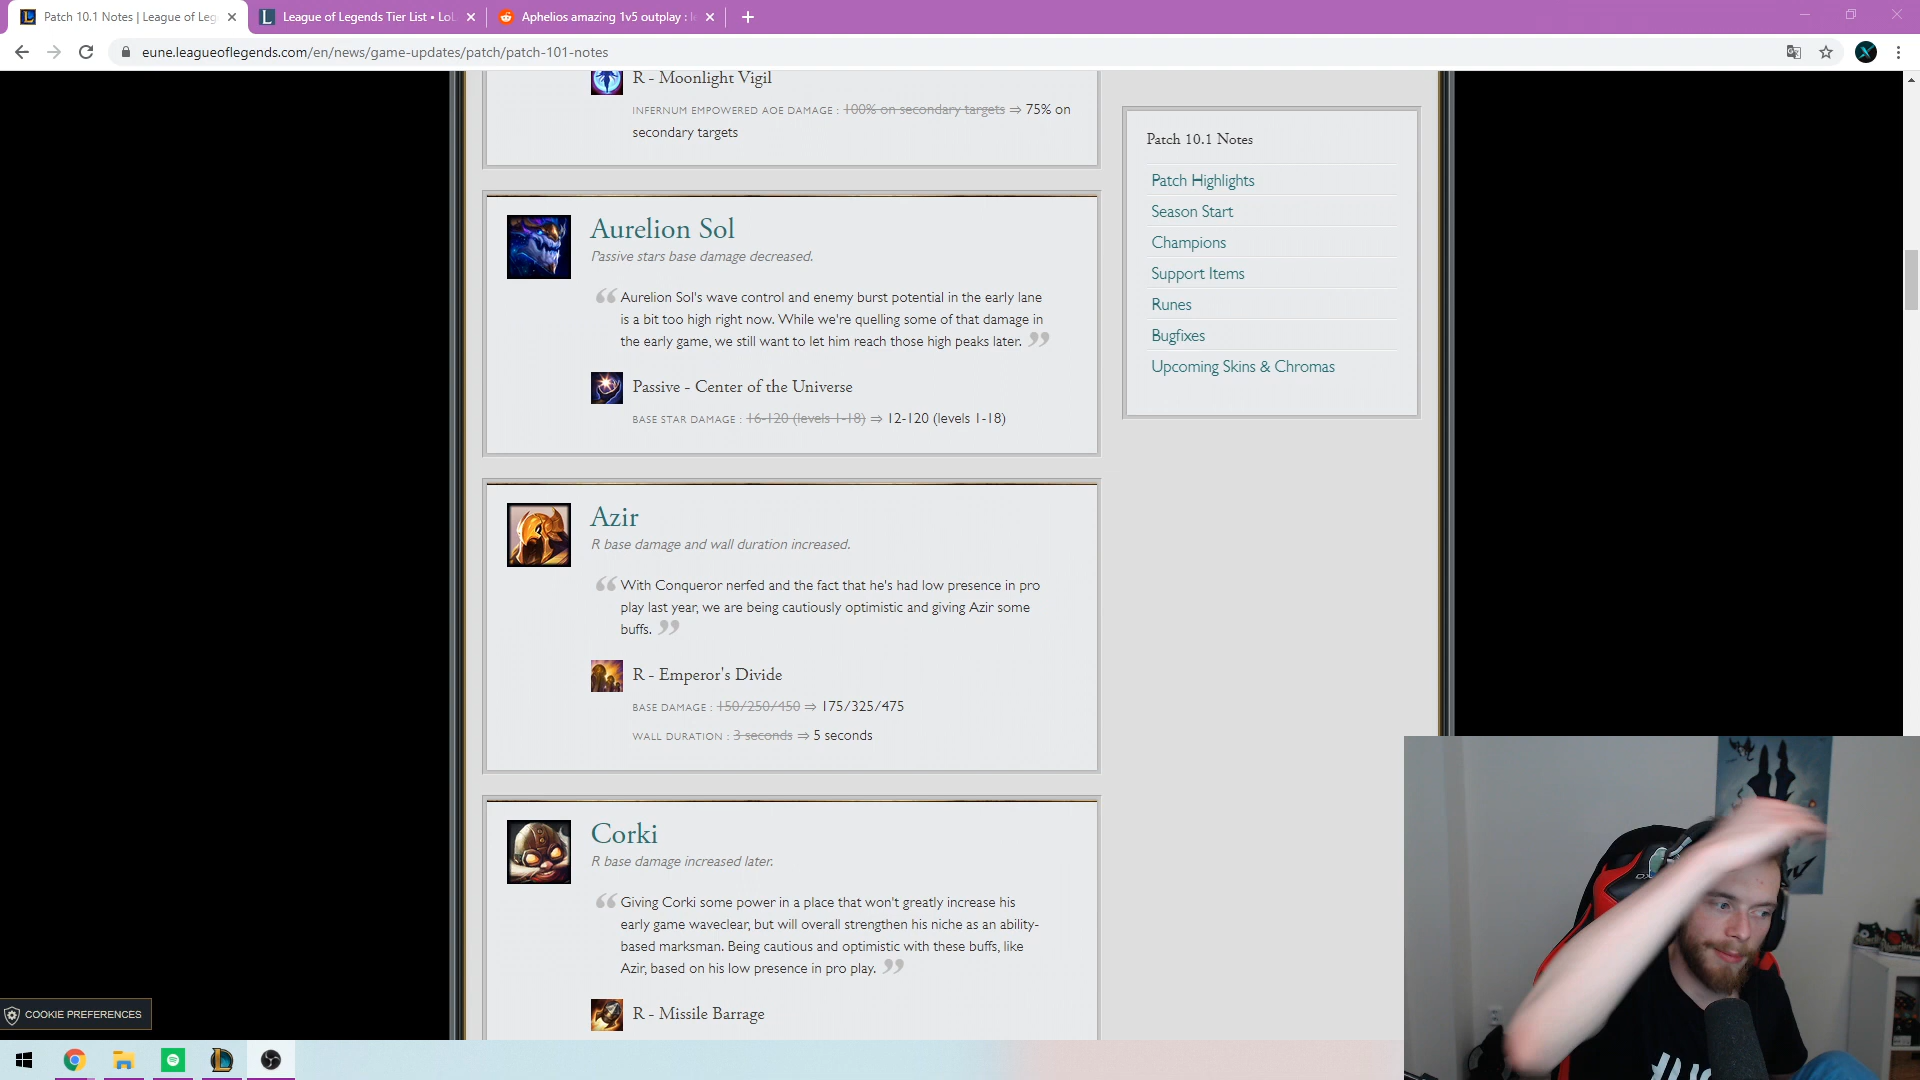 Patch 10.1 Notes | League of Leg
League of Legends Tier List • LoL
Aphelios amazing 1v5 outplay : l
eune.leagueoflegends.com/en/news/game-updates/patch/patch-101-notes
R - Moonlight Vigil
INFERNUM EMPOWERED AOE DAMAGE : 100% on secondary targets ⇒ 75% on
secondary targets
Aurelion Sol
Passive stars base damage decreased.
“ Aurelion Sol's wave control and enemy burst potential in the early lane
is a bit too high right now. While we're quelling some of that damage in
the early game, we still want to let him reach those high peaks later. ”
Passive - Center of the Universe
BASE STAR DAMAGE : 16-120 (levels 1-18) ⇒ 12-120 (levels 1-18)
Azir
R base damage and wall duration increased.
“ With Conqueror nerfed and the fact that he's had low presence in pro
play last year, we are being cautiously optimistic and giving Azir some
buffs. ”
R - Emperor's Divide
BASE DAMAGE : 150/250/450 ⇒ 175/325/475
WALL DURATION : 3 seconds ⇒ 5 seconds
Corki
R base damage increased later.
“ Giving Corki some power in a place that won't greatly increase his
early game waveclear, but will overall strengthen his niche as an ability-
based marksman. Being cautious and optimistic with these buffs, like
Azir, based on his low presence in pro play. ”
R - Missile Barrage
Patch 10.1 Notes
Patch Highlights
Season Start
Champions
Support Items
Runes
Bugfixes
Upcoming Skins & Chromas
COOKIE PREFERENCES